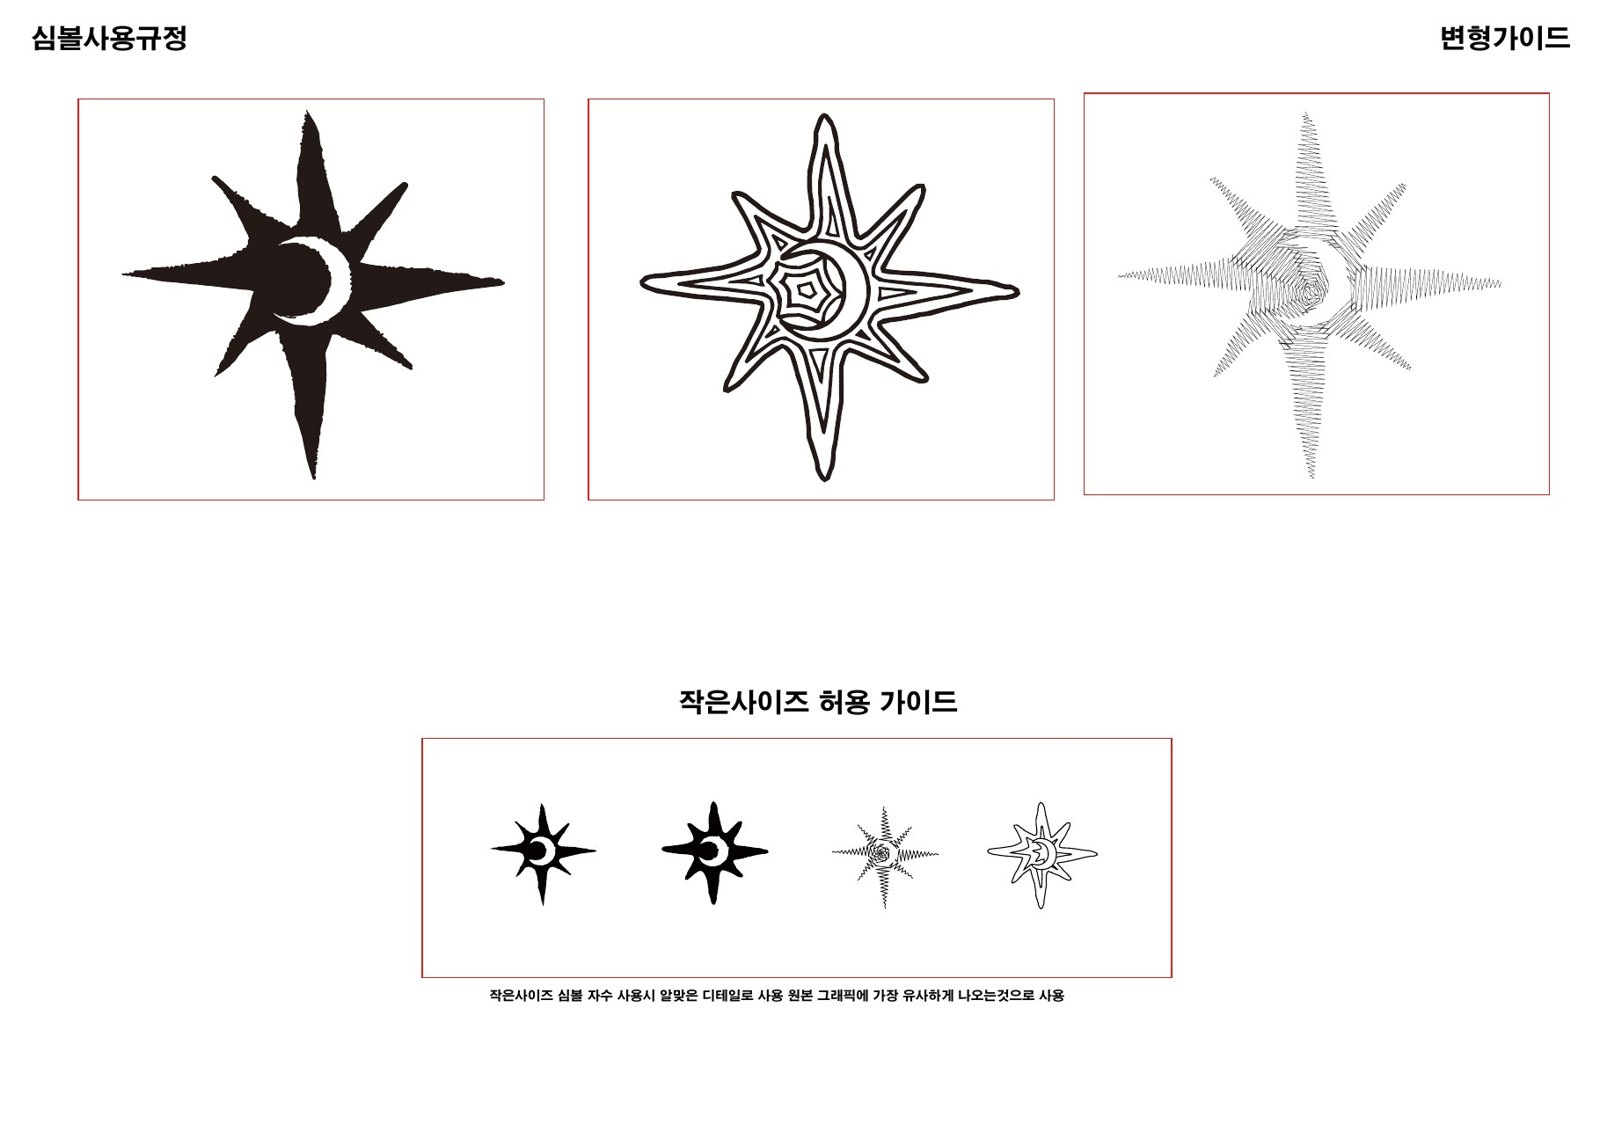 심볼사용규정
변형가이드
작은사이즈 허용 가이드
작은사이즈 심볼 자수 사용시 알맞은 디테일로 사용 원본 그래픽에 가장 유사하게 나오는것으로 사용